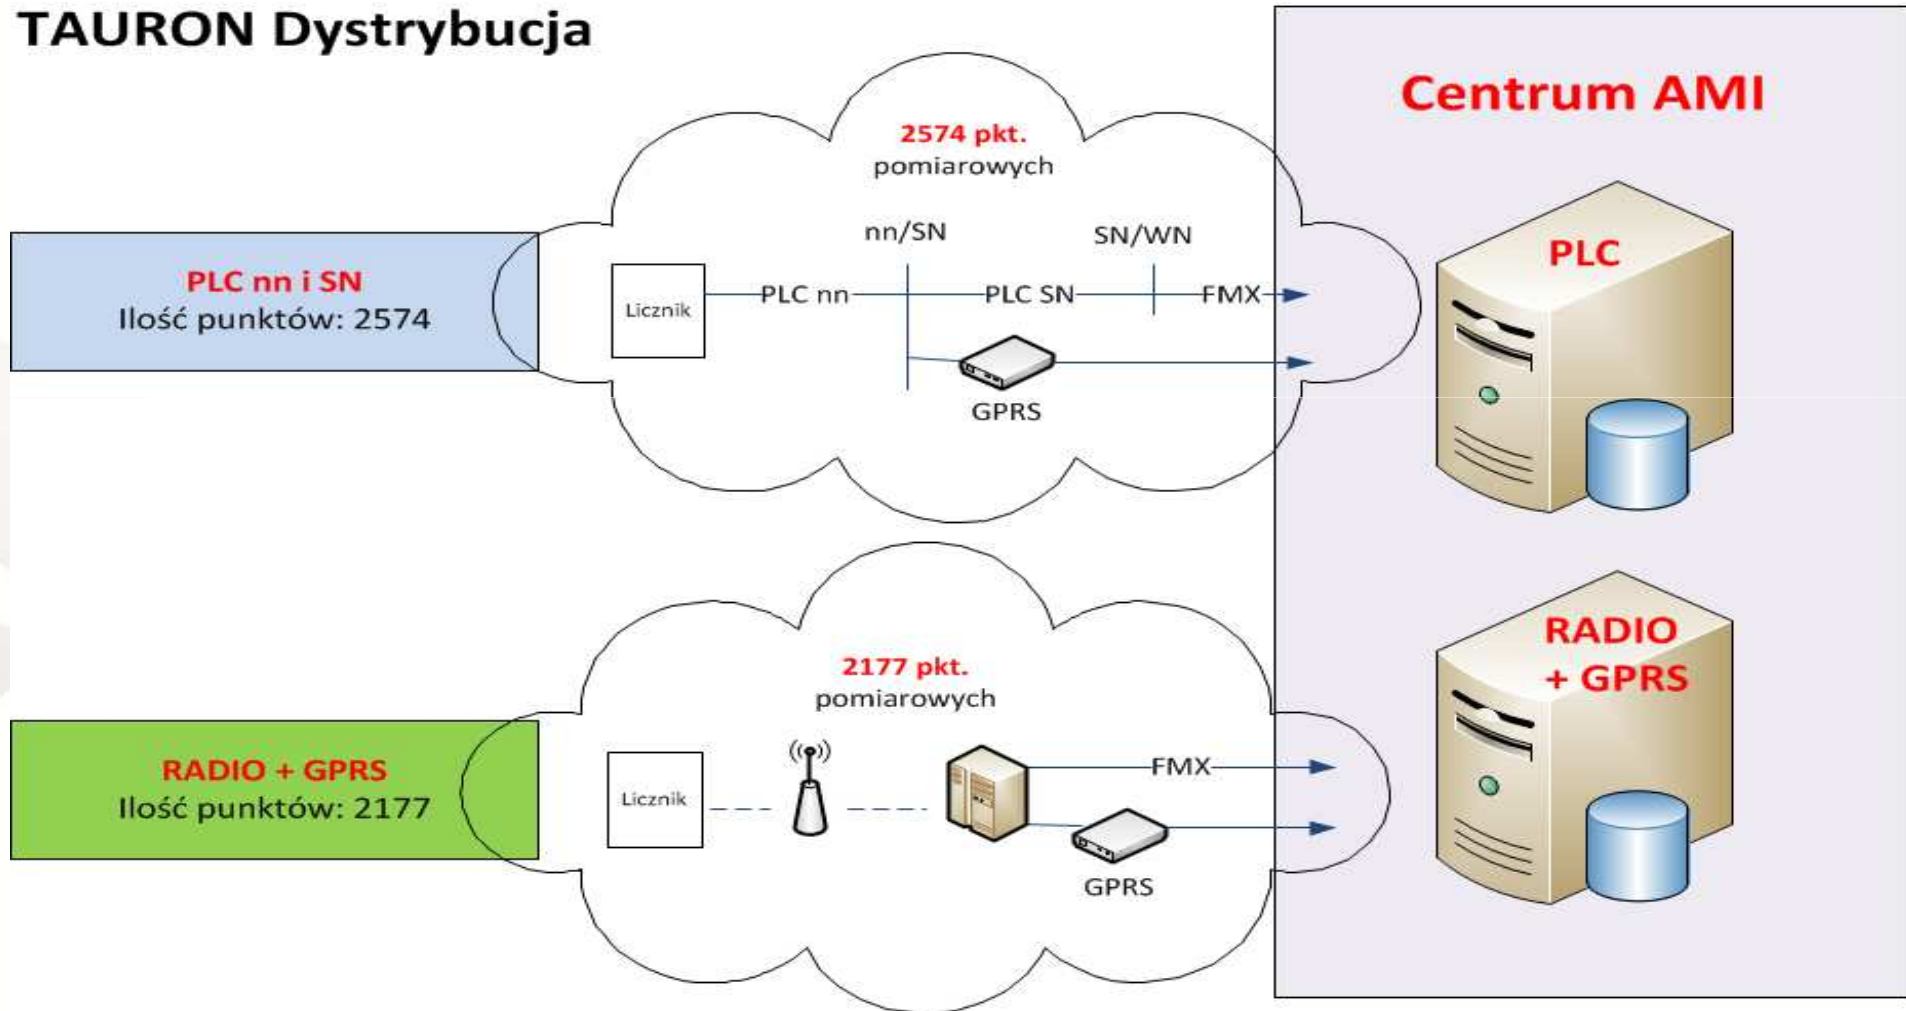 TAURON Dystrybucja
Centrum AMI
2574 pkt.
pomiarowych
nn/SN
SN/WN
PLC nn i SN
Ilość punktów: 2574
Licznik
PLC nn
PLC SN
FMX
GPRS
PLC
2177 pkt.
pomiarowych
RADIO + GPRS
Ilość punktów: 2177
Licznik
FMX
GPRS
RADIO
+ GPRS